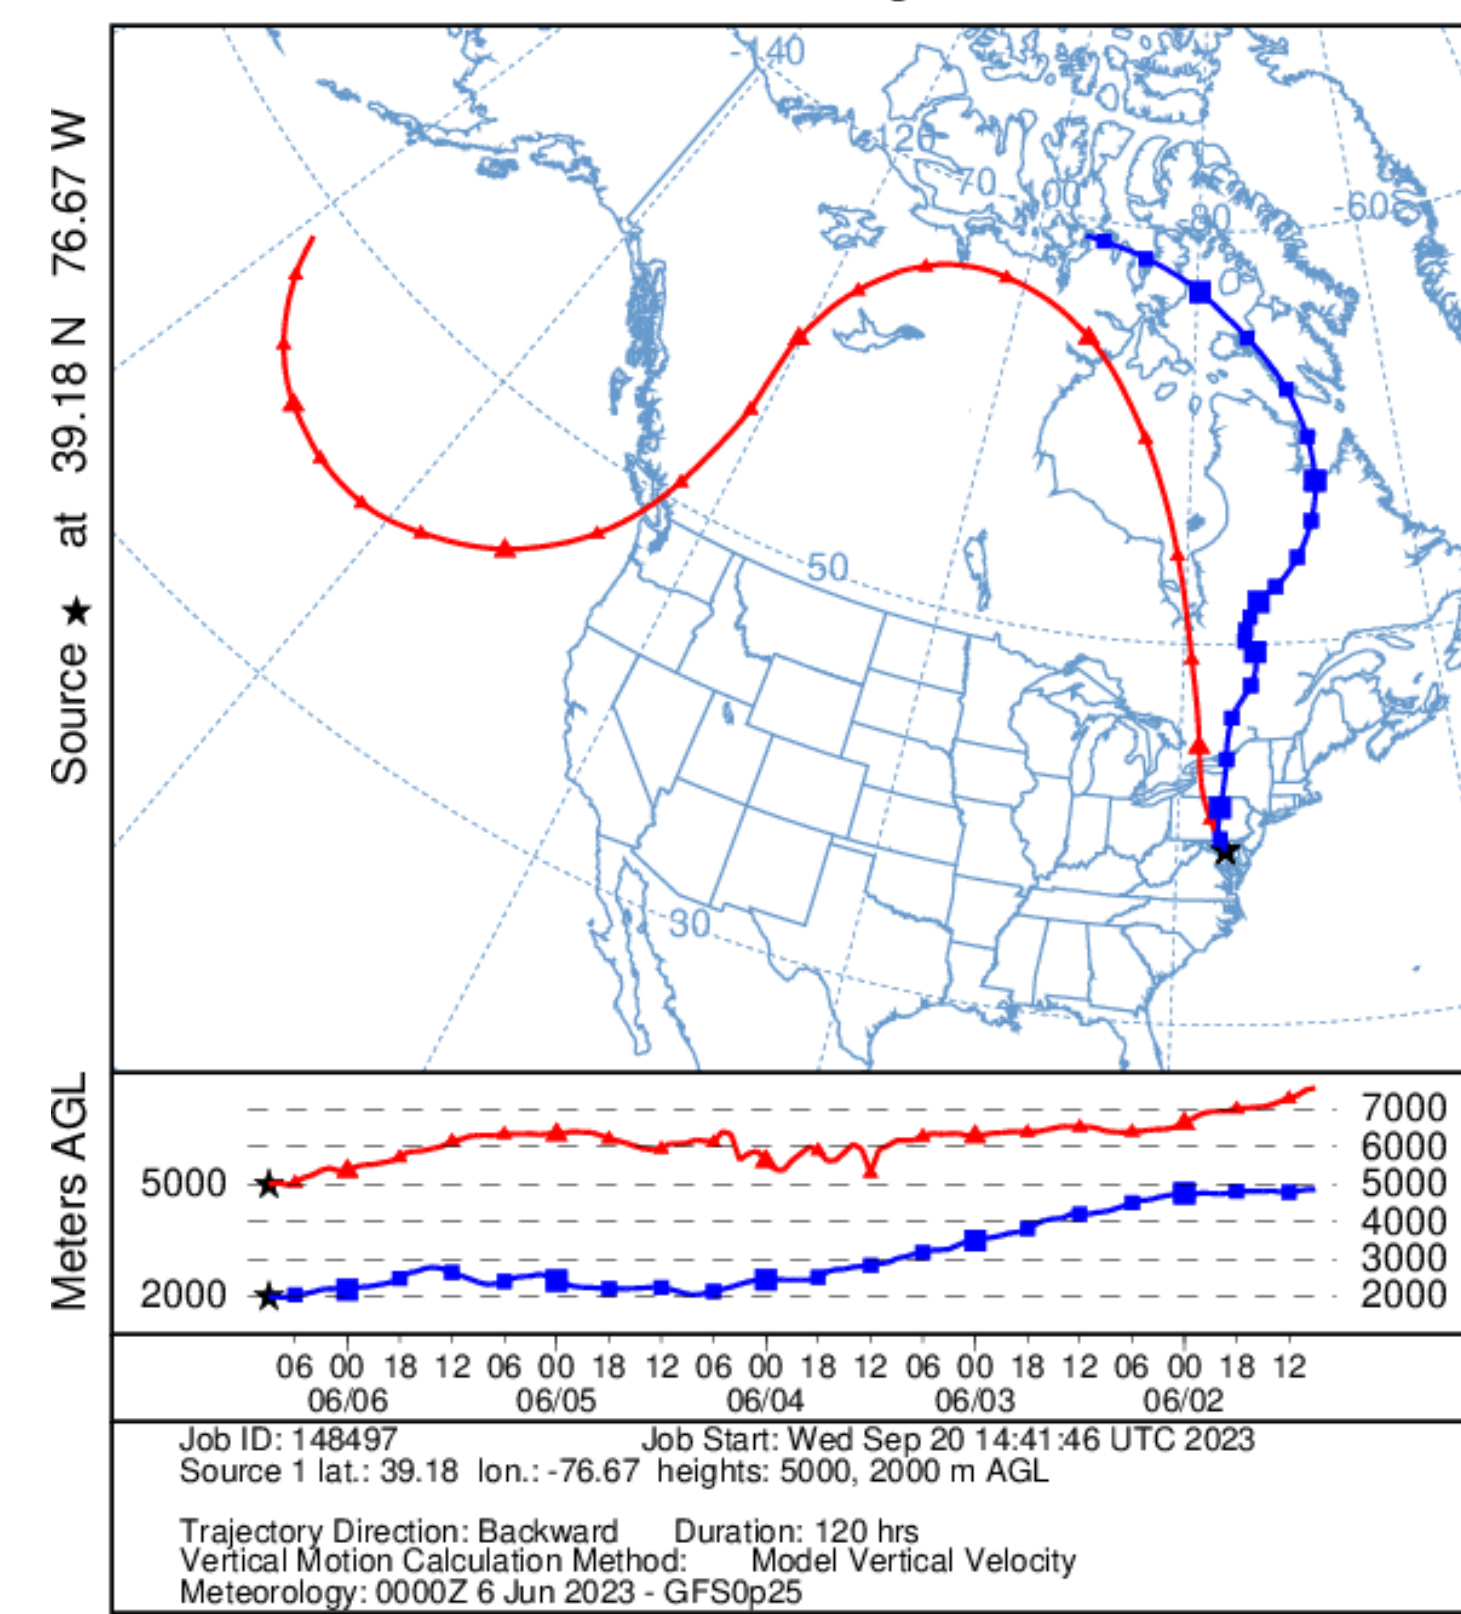 -140
-120
70
00
80
-60
50
30
Source ★ at 39.18 N 76.67 W
Meters AGL
7000
6000
5000 5000
4000
3000
2000 2000
06 00 18 12 06 00 18 12 06 00 18 12 06 00 18 12 06 00 18 12
06/06 06/05 06/04 06/03 06/02
Job ID: 148497 Job Start: Wed Sep 20 14:41:46 UTC 2023
Source 1 lat.: 39.18 lon.: -76.67 heights: 5000, 2000 m AGL
Trajectory Direction: Backward Duration: 120 hrs
Vertical Motion Calculation Method: Model Vertical Velocity
Meteorology: 0000Z 6 Jun 2023 - GFS0p25